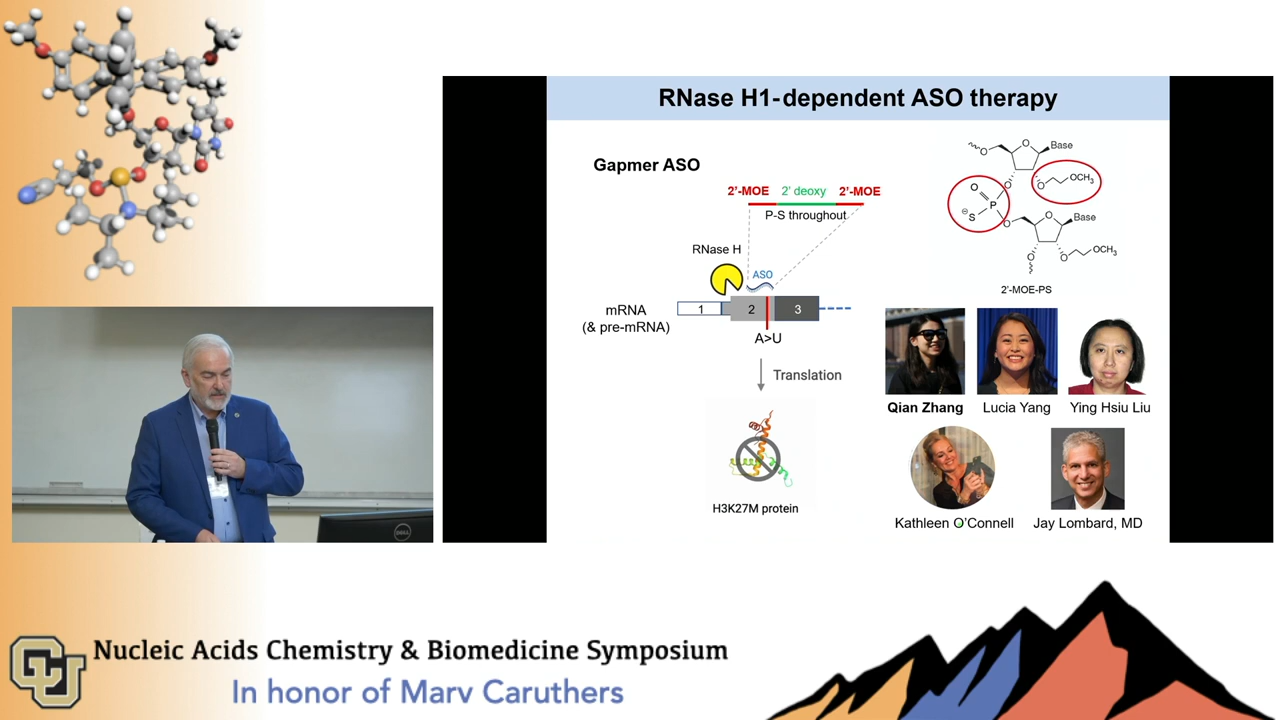 RNase H1-dependent ASO therapy
Gapmer ASO
2'-MOE 2' deoxy 2'-MOE
P-S throughout
RNase H
ASO
mRNA
(& pre-mRNA)
1 2 3
A>U
Translation
H3K27M protein
O Base
O
O OCH3
O
O P
⊖S
O O Base
O O OCH3
2'-MOE-PS
Qian Zhang Lucia Yang Ying Hsiu Liu
Kathleen O'Connell Jay Lombard, MD
DELL
CU
Nucleic Acids Chemistry & Biomedicine Symposium
In honor of Marv Caruthers